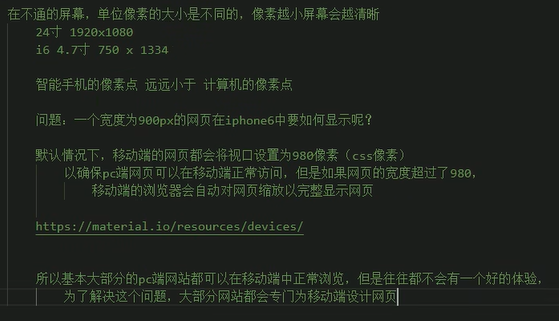 在不通的屏幕，单位像素的大小是不同的，像素越小屏幕会越清晰
24寸 1920x1080
i6 4.7寸 750 x 1334
智能手机的像素点 远远小于 计算机的像素点
问题：一个宽度为900px的网页在iphone6中要如何显示呢？
默认情况下，移动端的网页都会将视口设置为980像素（css像素）
以确保pc端网页可以在移动端正常访问，但是如果网页的宽度超过了980，
移动端的浏览器会自动对网页缩放以完整显示网页
https://material.io/resources/devices/
所以基本大部分的pc端网站都可以在移动端中正常浏览，但是往往都不会有一个好的体验，
为了解决这个问题，大部分网站都会专门为移动端设计网页